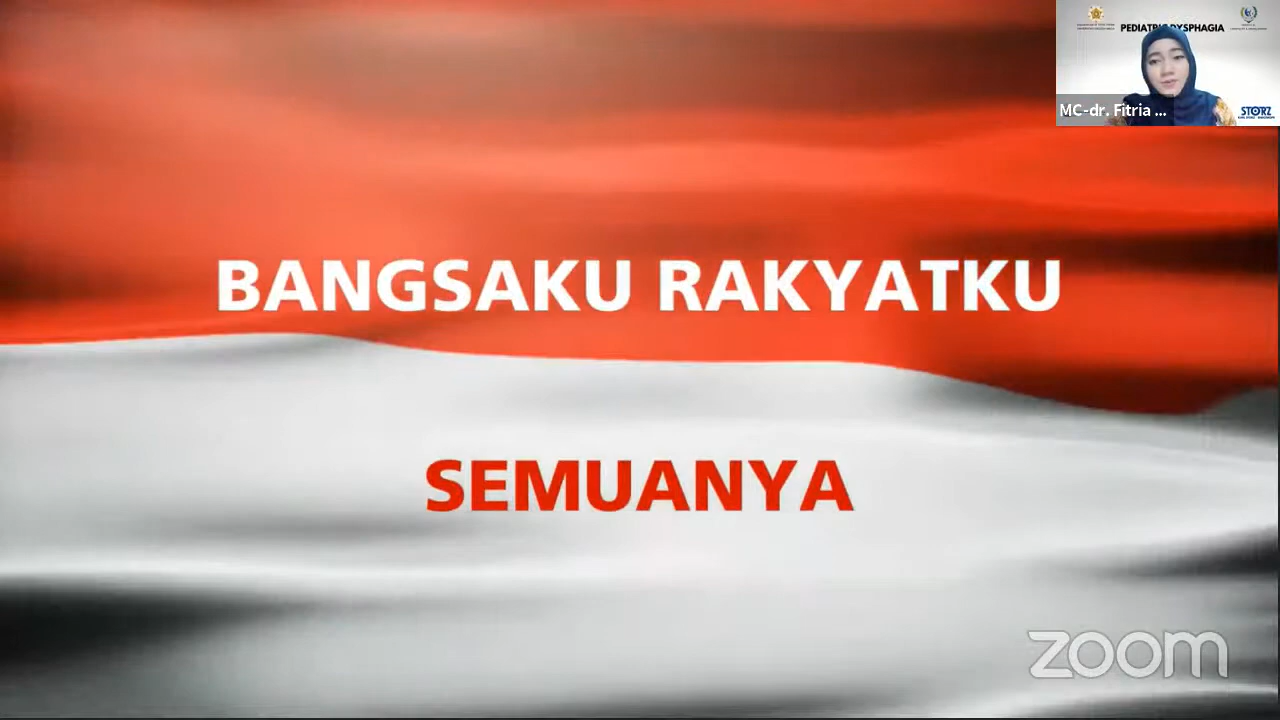 PEDIATRIC DYSPHAGIA
MC-dr. Fitria ...
STORZ
BANGSAKU RAKYATKU
SEMUANYA
zoom